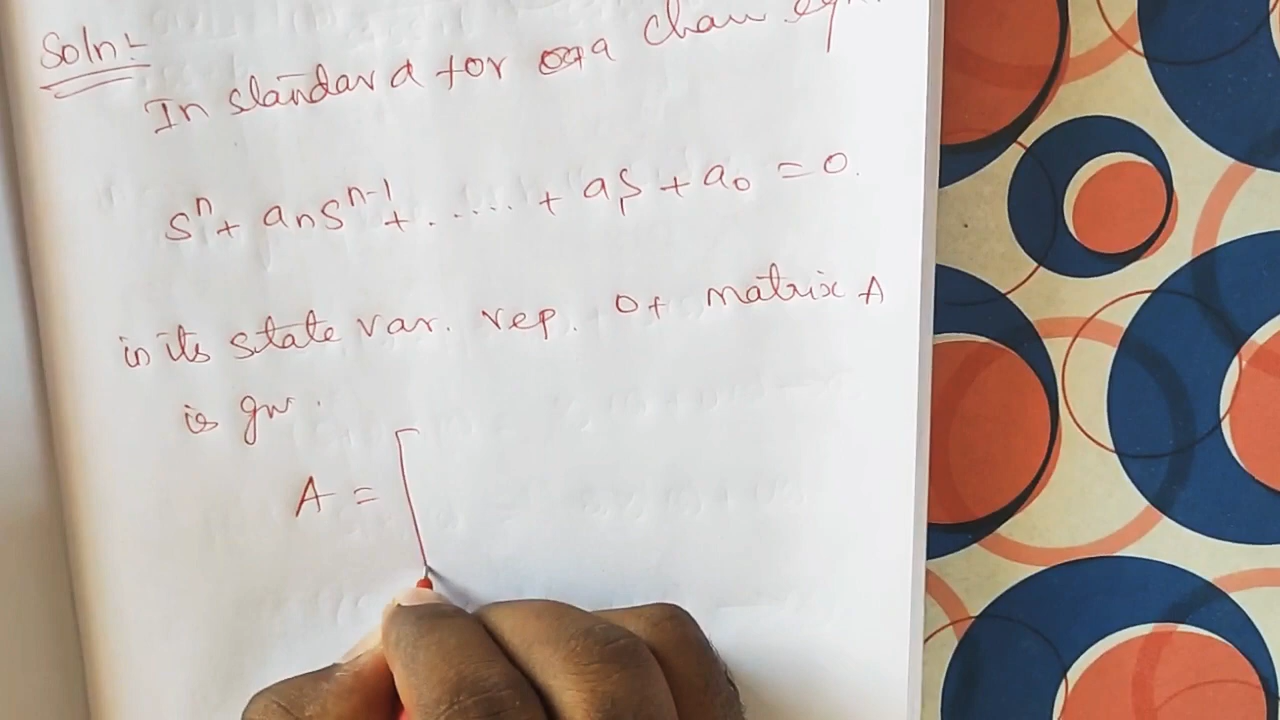 Soln:-
In standard for a char eqn.
sⁿ + aₙsⁿ⁻¹ + ..... + a₁s + a₀ = 0.
in its state var. rep. of matrix A
is gn.
A = [